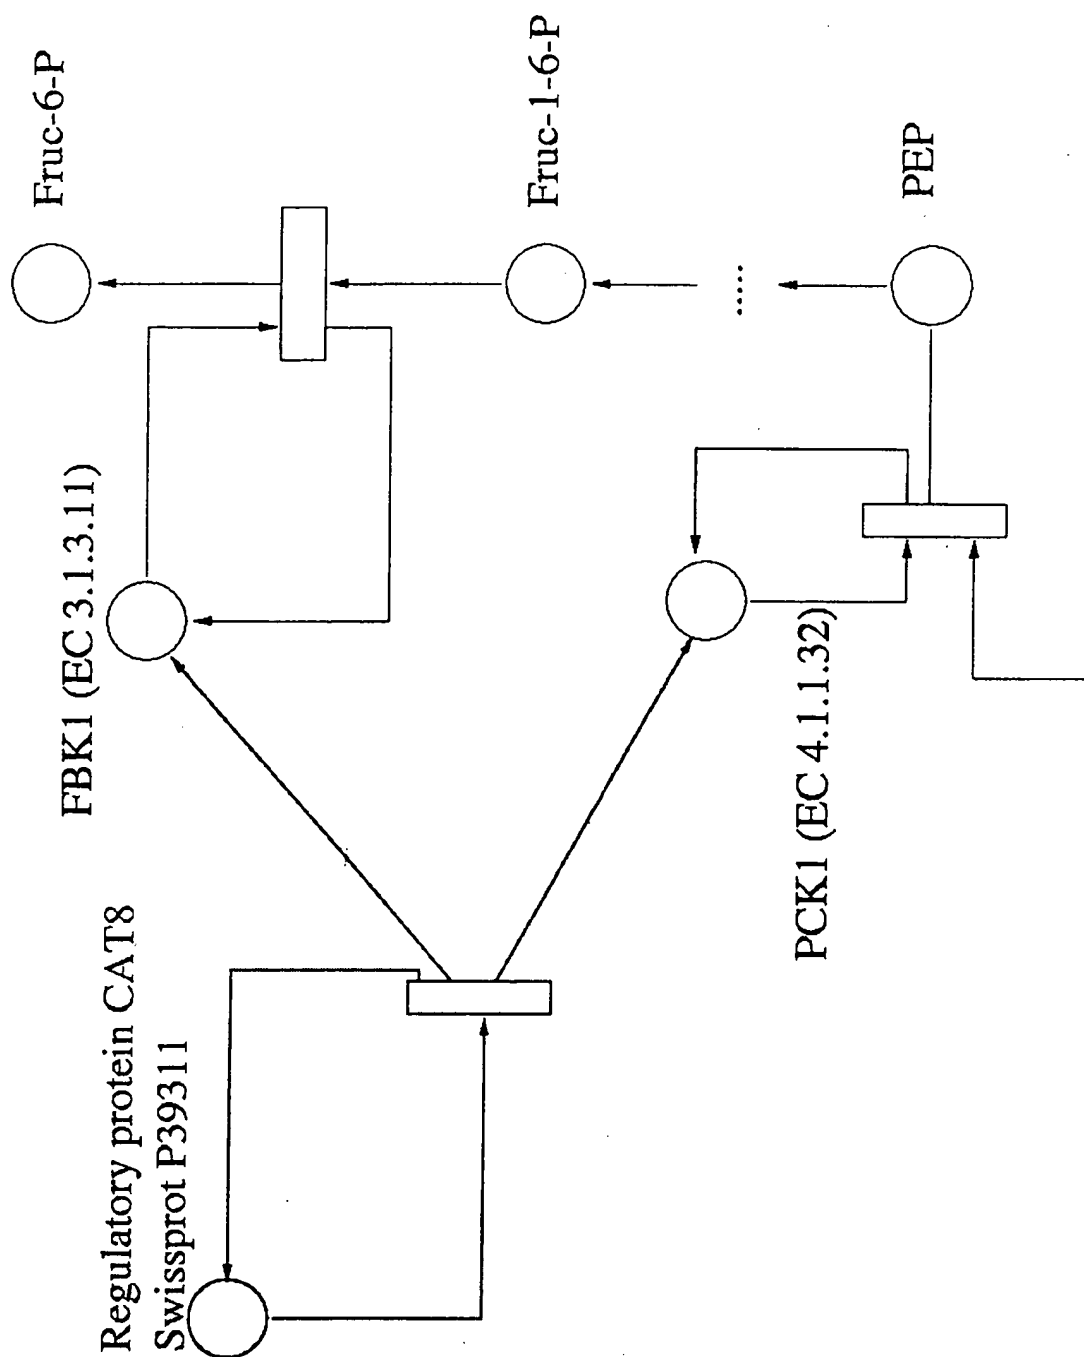 Regulatory protein CAT8
Swissprot P39311
FBK1 (EC 3.1.3.11)
Fruc-6-P
Fruc-1-6-P
.....
PEP
PCK1 (EC 4.1.1.32)